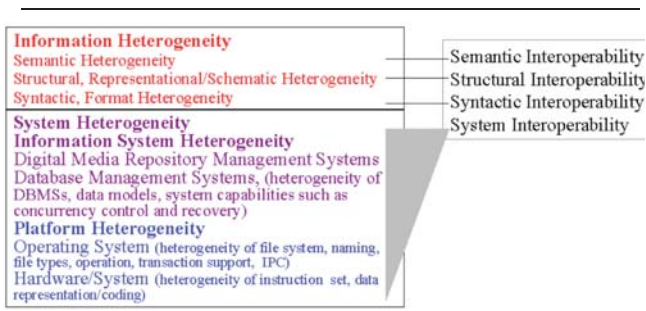 Information Heterogeneity
Semantic Heterogeneity
Structural, Representational/Schematic Heterogeneity
Syntactic, Format Heterogeneity
System Heterogeneity
Information System Heterogeneity
Digital Media Repository Management Systems
Database Management Systems, (heterogeneity of
DBMSs, data models, system capabilities such as
concurrency control and recovery)
Platform Heterogeneity
Operating System (heterogeneity of file system, naming,
file types, operation, transaction support, IPC)
Hardware/System (heterogeneity of instruction set, data
representation/coding)
Semantic Interoperability
Structural Interoperability
Syntactic Interoperability
System Interoperability